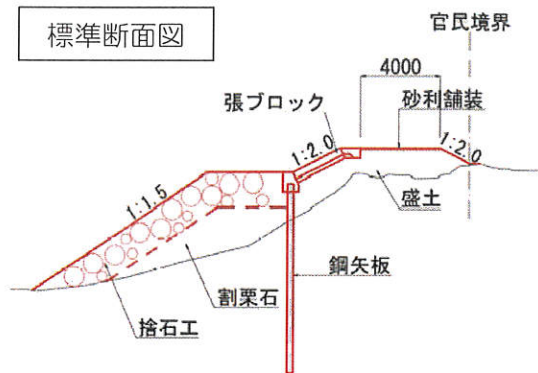 標準断面図
官民境界
4000
張ブロック
砂利舗装
1:2.0
1:2.0
1:1.5
盛土
鋼矢板
割栗石
捨石工